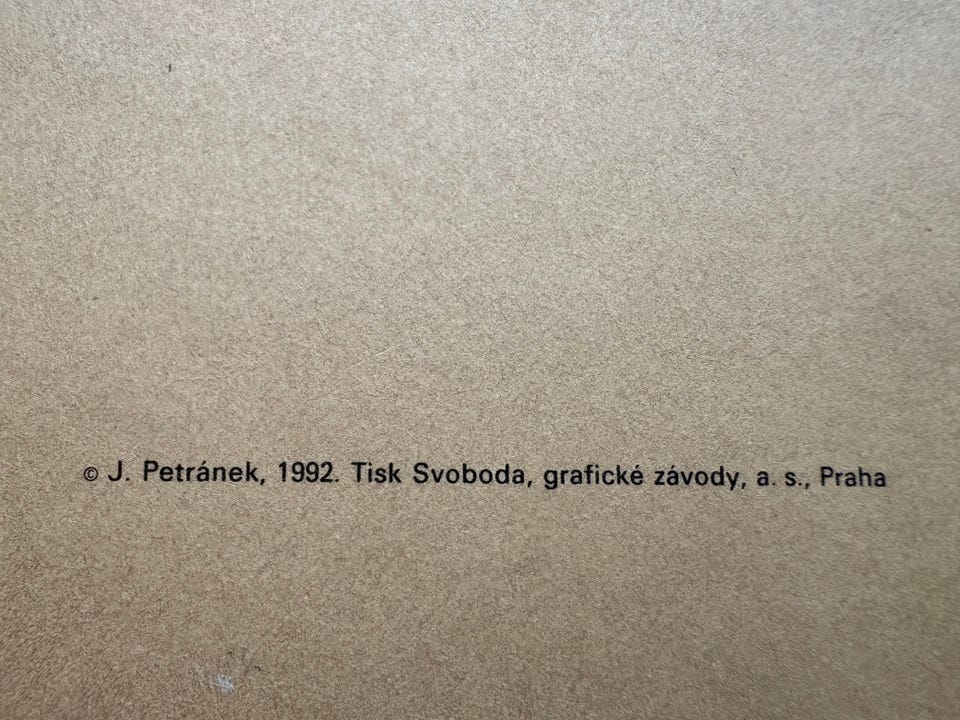 © J. Petránek, 1992. Tisk Svoboda, grafické závody, a. s., Praha